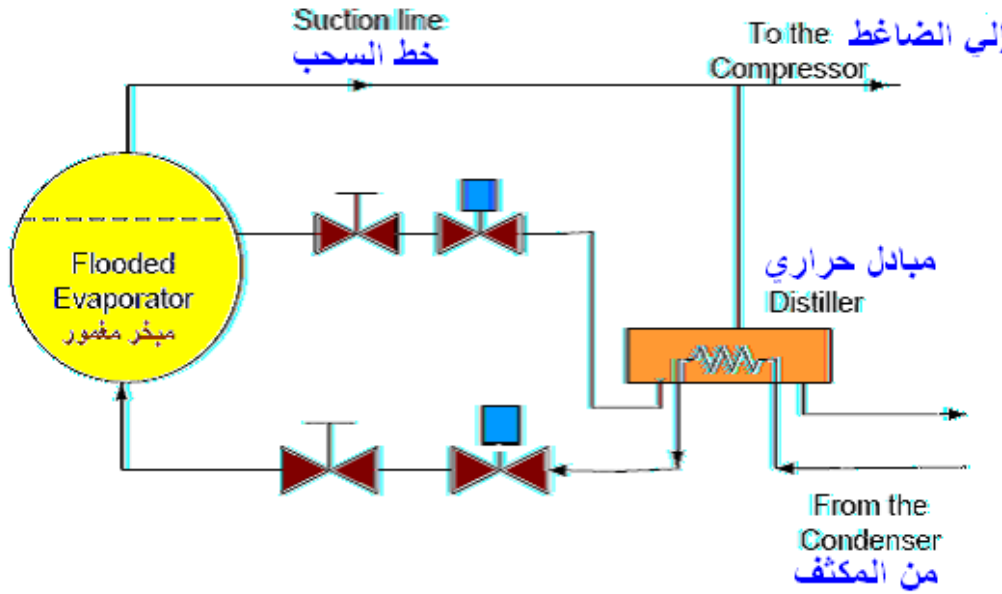 Suction line
خط السحب
To the إلي الضاغط
Compressor
Flooded
Evaporator
مبخر مغمور
مبادل حراري
Distiller
From the
Condenser
من المكثف